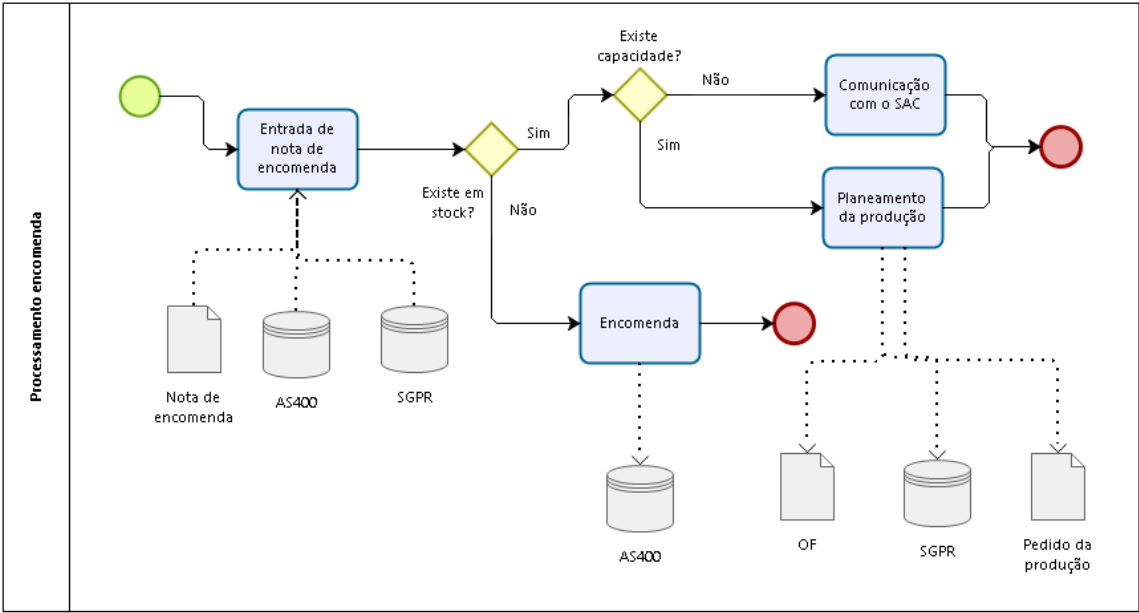 Processamento encomenda
Existe
capacidade?
Não
Comunicação
com o SAC
Entrada de
nota de
encomenda
Sim
Sim
Existe em
stock?
Não
Planeamento
da produção
Encomenda
Nota de
encomenda
AS400
SGPR
AS400
OF
SGPR
Pedido da
produção